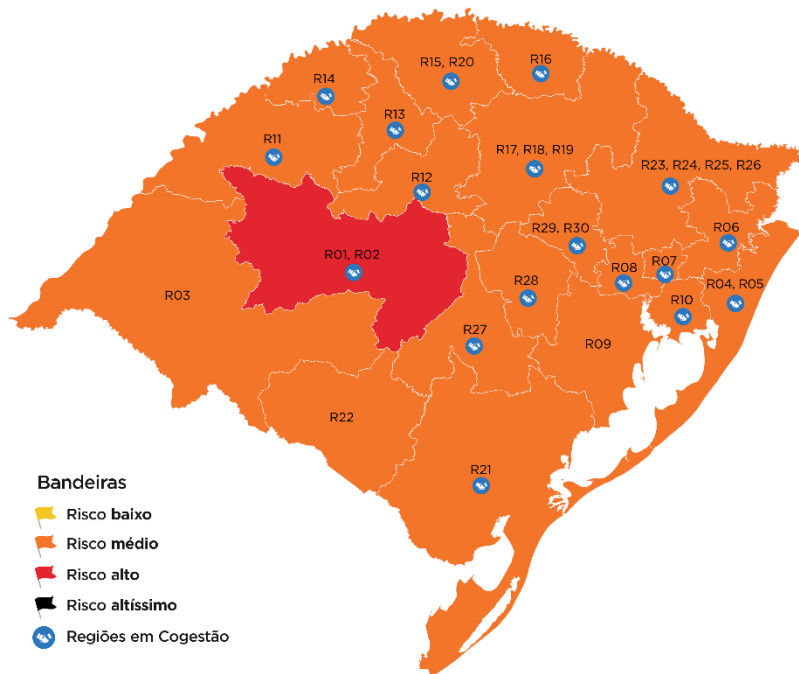 R16
R15, R20
R14
R13
R11
R17, R18, R19
R23, R24, R25, R26
R12
R29, R30
R06
R01, R02
R08
R07
R28
R04, R05
R03
R10
R27
R09
R22
R21
Bandeiras
Risco baixo
Risco médio
Risco alto
Risco altíssimo
Regiões em Cogestão